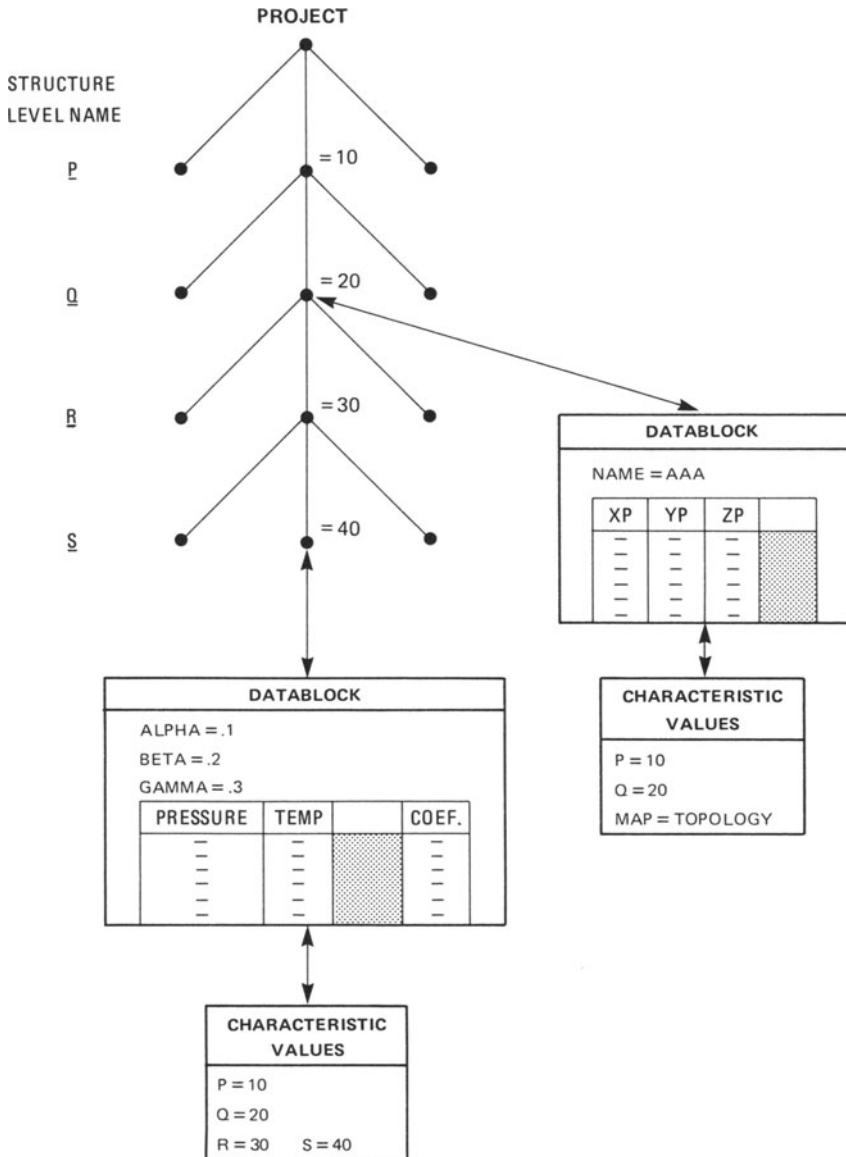 PROJECT
STRUCTURE
LEVEL NAME
P
= 10
Q
= 20
R
= 30
S
= 40
DATABLOCK
NAME = AAA
XP YP ZP
DATABLOCK
ALPHA = .1
BETA = .2
GAMMA = .3
PRESSURE TEMP COEF.
CHARACTERISTIC
VALUES
P = 10
Q = 20
MAP = TOPOLOGY
CHARACTERISTIC
VALUES
P = 10
Q = 20
R = 30 S = 40